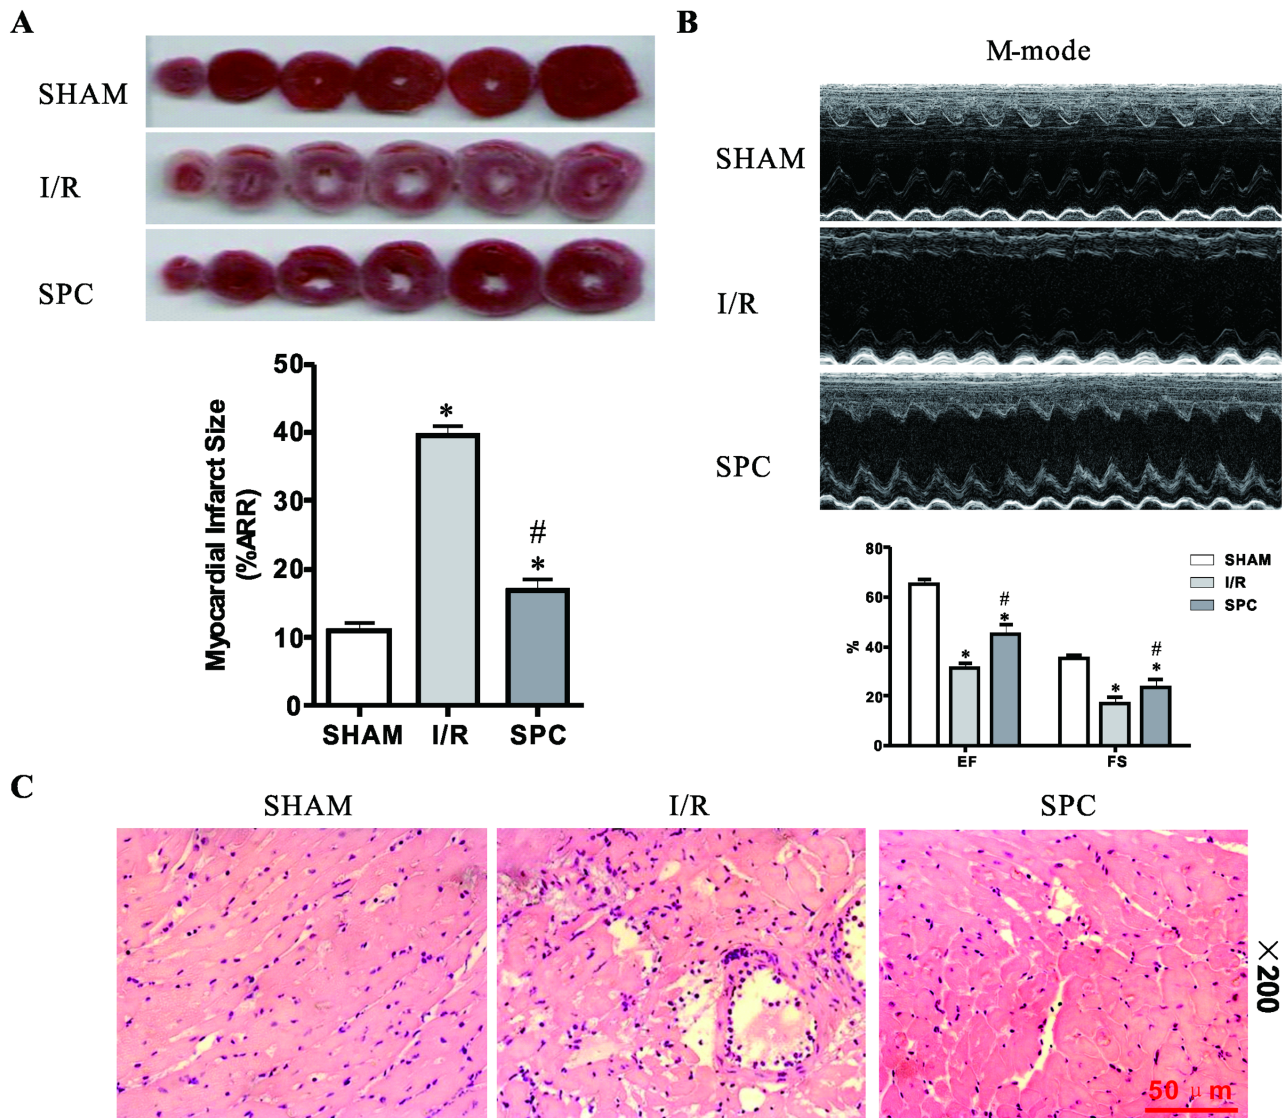 A
SHAM
I/R
SPC
50
40
30
20
10
0
Myocardial Infarct Size
(%ARR)
*
#
*
SHAM I/R SPC
B
M-mode
SHAM
I/R
SPC
80
60
40
20
0
%
*
#
*
*
#
*
EF FS
SHAM
I/R
SPC
C
SHAM I/R SPC
×200
50 μm